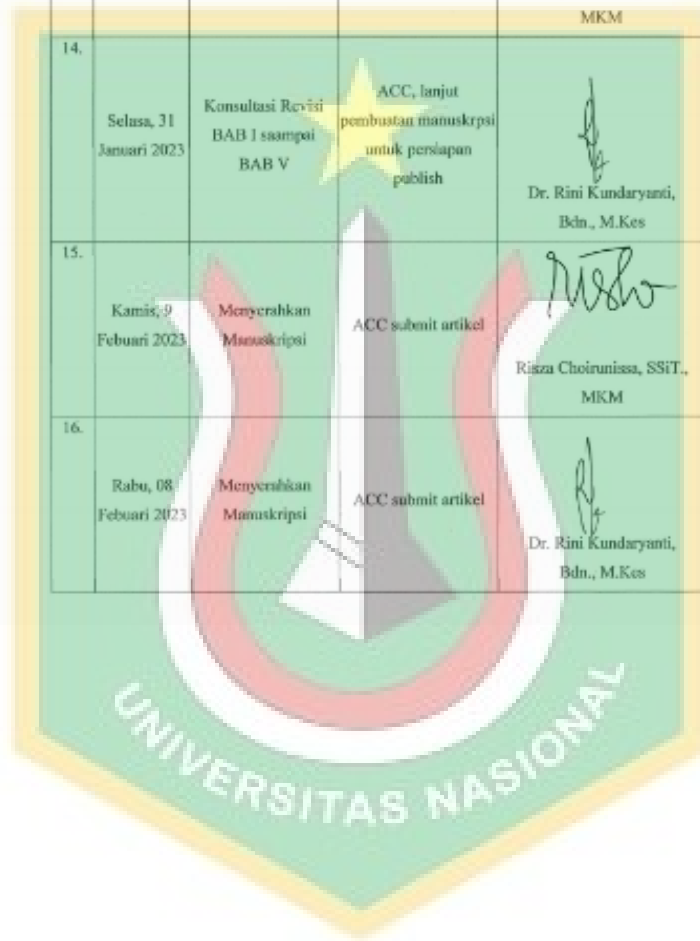 MKM
14.
Selasa, 31
Januari 2023
Konsultasi Revisi
BAB I saampai
BAB V
ACC, lanjut
pembuatan manuskrpsi
untuk persiapan
publish
Dr. Rini Kundaryanti,
Bdn., M.Kes
15.
Kamis, 9
Febuari 2023
Menyerahkan
Manuskripsi
ACC submit artikel
Risza Choirunissa, SSiT.,
MKM
16.
Rabu, 08
Febuari 2023
Menyerahkan
Manuskripsi
ACC submit artikel
Dr. Rini Kundaryanti,
Bdn., M.Kes
UNIVERSITAS NASIONAL